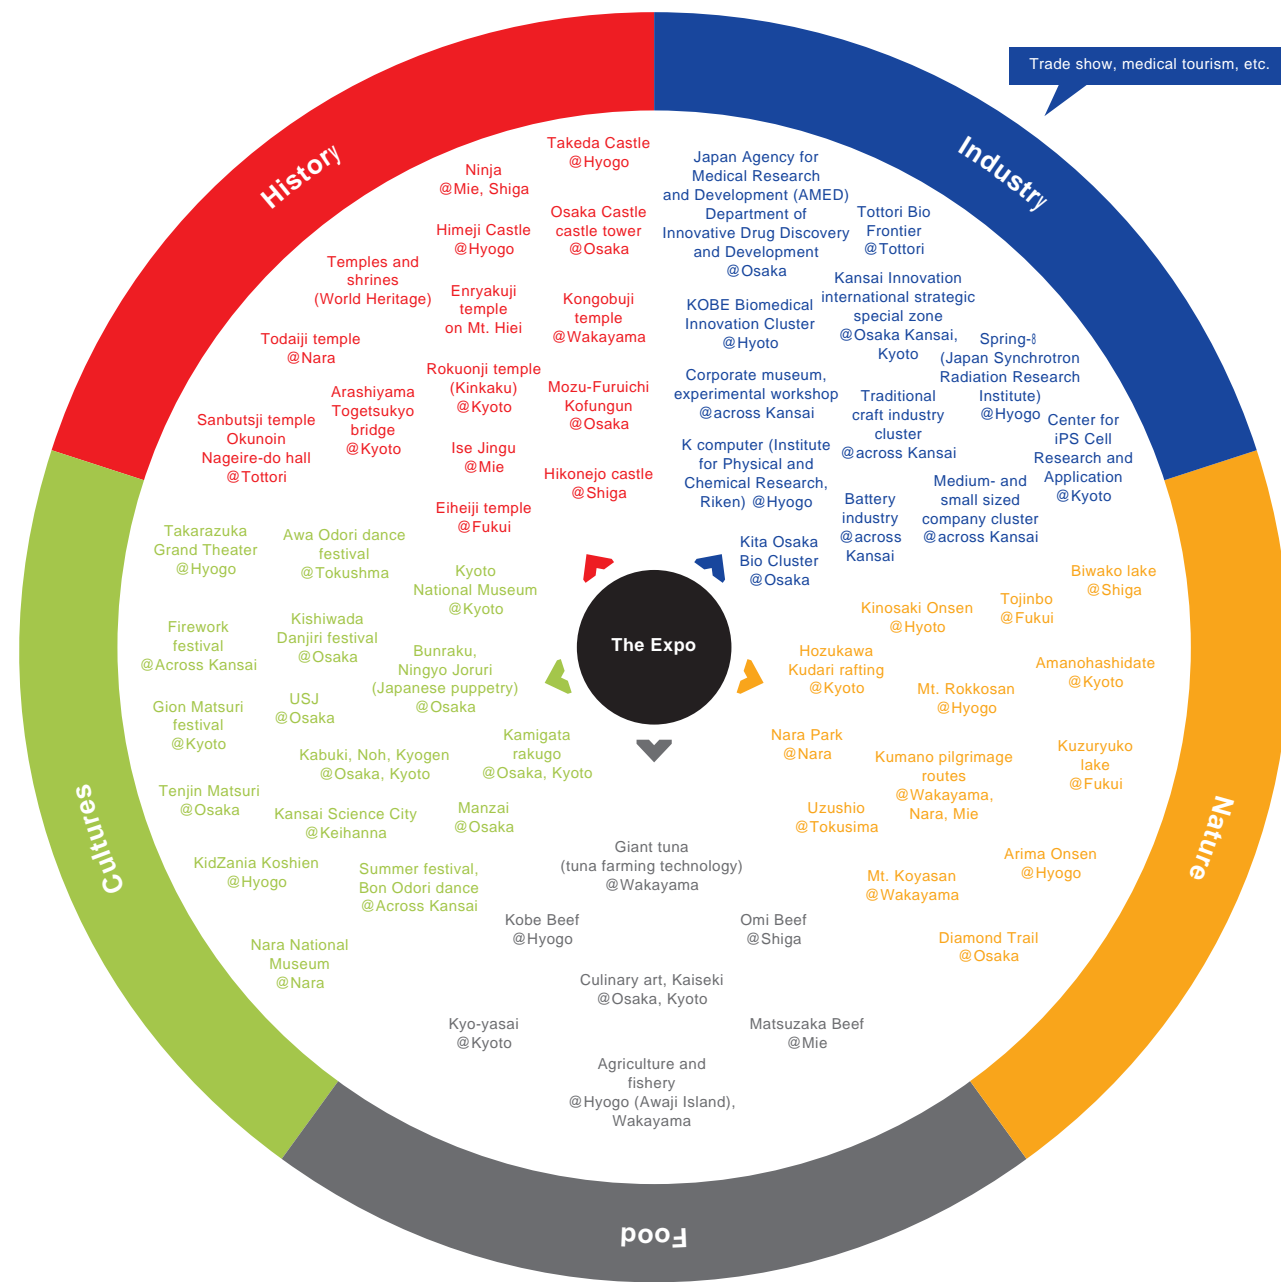 Trade show, medical tourism, etc.
History
Takeda Castle
@Hyogo
Ninja
@Mie, Shiga
Osaka Castle
castle tower
@Osaka
Himeji Castle
@Hyogo
Temples and
shrines
(World Heritage)
Enryakuji
temple
on Mt. Hiei
Kongobuji
temple
@Wakayama
Todaiji temple
@Nara
Rokuonji temple
(Kinkaku)
@Kyoto
Mozu-Furuichi
Kofungun
@Osaka
Arashiyama
Togetsukyo
bridge
@Kyoto
Sanbutsji temple
Okunoin
Nageire-do hall
@Tottori
Ise Jingu
@Mie
Hikonejo castle
@Shiga
Eiheiji temple
@Fukui
Industry
Japan Agency for
Medical Research
and Development (AMED)
Department of
Innovative Drug Discovery
and Development
@Osaka
Tottori Bio
Frontier
@Tottori
Kansai Innovation
international strategic
special zone
@Osaka Kansai,
Kyoto
KOBE Biomedical
Innovation Cluster
@Hyoto
Spring-8
(Japan Synchrotron
Radiation Research
Institute)
@Hyogo
Corporate museum,
experimental workshop
@across Kansai
Traditional
craft industry
cluster
@across Kansai
Center for
iPS Cell
Research and
Application
@Kyoto
K computer (Institute
for Physical and
Chemical Research,
Riken) @Hyogo
Medium- and
small sized
company cluster
@across Kansai
Battery
industry
@across
Kansai
Kita Osaka
Bio Cluster
@Osaka
The Expo
Cultures
Takarazuka
Grand Theater
@Hyogo
Awa Odori dance
festival
@Tokushma
Kyoto
National Museum
@Kyoto
Firework
festival
@Across Kansai
Kishiwada
Danjiri festival
@Osaka
Bunraku,
Ningyo Joruri
(Japanese puppetry)
@Osaka
Gion Matsuri
festival
@Kyoto
USJ
@Osaka
Kabuki, Noh, Kyogen
@Osaka, Kyoto
Kamigata
rakugo
@Osaka, Kyoto
Tenjin Matsuri
@Osaka
Kansai Science City
@Keihanna
Manzai
@Osaka
KidZania Koshien
@Hyogo
Summer festival,
Bon Odori dance
@Across Kansai
Nara National
Museum
@Nara
Nature
Biwako lake
@Shiga
Tojinbo
@Fukui
Kinosaki Onsen
@Hyoto
Hozukawa
Kudari rafting
@Kyoto
Amanohashidate
@Kyoto
Mt. Rokkosan
@Hyogo
Nara Park
@Nara
Kumano pilgrimage
routes
@Wakayama,
Nara, Mie
Kuzuryuko
lake
@Fukui
Uzushio
@Tokusima
Arima Onsen
@Hyogo
Mt. Koyasan
@Wakayama
Diamond Trail
@Osaka
Giant tuna
(tuna farming technology)
@Wakayama
Kobe Beef
@Hyogo
Omi Beef
@Shiga
Culinary art, Kaiseki
@Osaka, Kyoto
Kyo-yasai
@Kyoto
Matsuzaka Beef
@Mie
Agriculture and
fishery
@Hyogo (Awaji Island),
Wakayama
Food